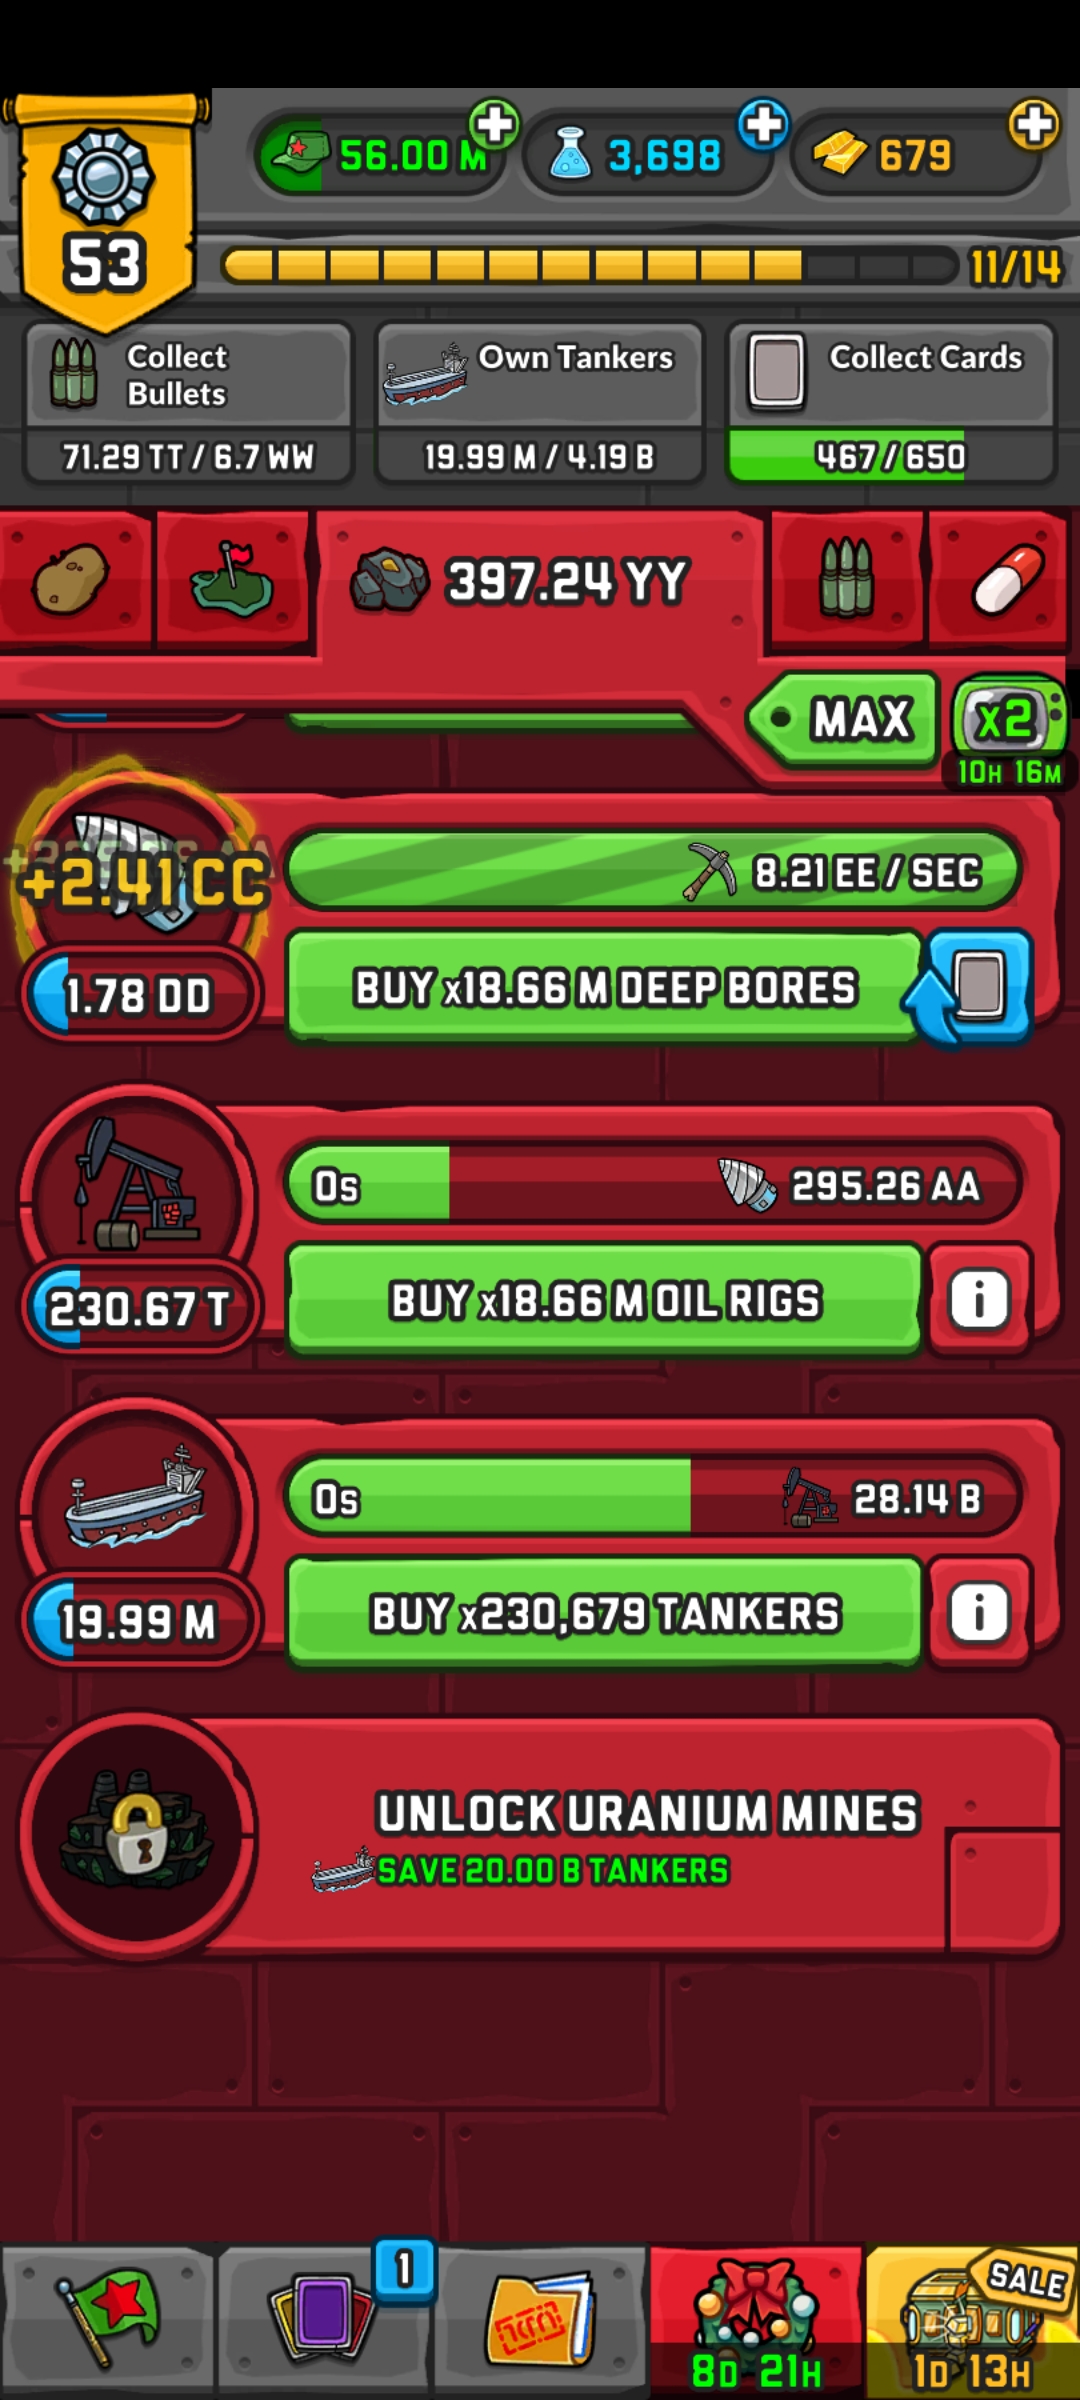 56.00 M
3,698
679
53
11/14
Collect
Bullets
Own Tankers
Collect Cards
71.29 TT / 6.7 WW
19.99 M / 4.19 B
467 / 650
397.24 YY
MAX
x2
10H 16M
+2.41 CC
8.21 EE / SEC
1.78 DD
BUY x18.66 M DEEP BORES
0s
295.26 AA
230.67 T
BUY x18.66 M OIL RIGS
i
0s
28.14 B
19.99 M
BUY x230,679 TANKERS
i
UNLOCK URANIUM MINES
SAVE 20.00 B TANKERS
1
SALE
8D 21H
1D 13H